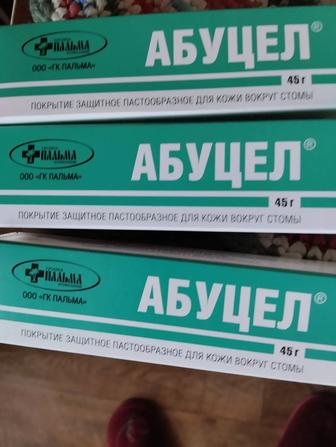 ПАЛЬМА
ООО «ГК ПАЛЬМА»
АБУЦЕЛ®
45 г
ПОКРЫТИЕ ЗАЩИТНОЕ ПАСТООБРАЗНОЕ ДЛЯ КОЖИ ВОКРУГ СТОМЫ
ПАЛЬМА
ООО «ГК ПАЛЬМА»
АБУЦЕЛ®
45 г
ПОКРЫТИЕ ЗАЩИТНОЕ ПАСТООБРАЗНОЕ ДЛЯ КОЖИ ВОКРУГ СТОМЫ
ПАЛЬМА
ООО «ГК ПАЛЬМА»
АБУЦЕЛ®
45 г
ПОКРЫТИЕ ЗАЩИТНОЕ ПАСТООБРАЗНОЕ ДЛЯ КОЖИ ВОКРУГ СТОМЫ